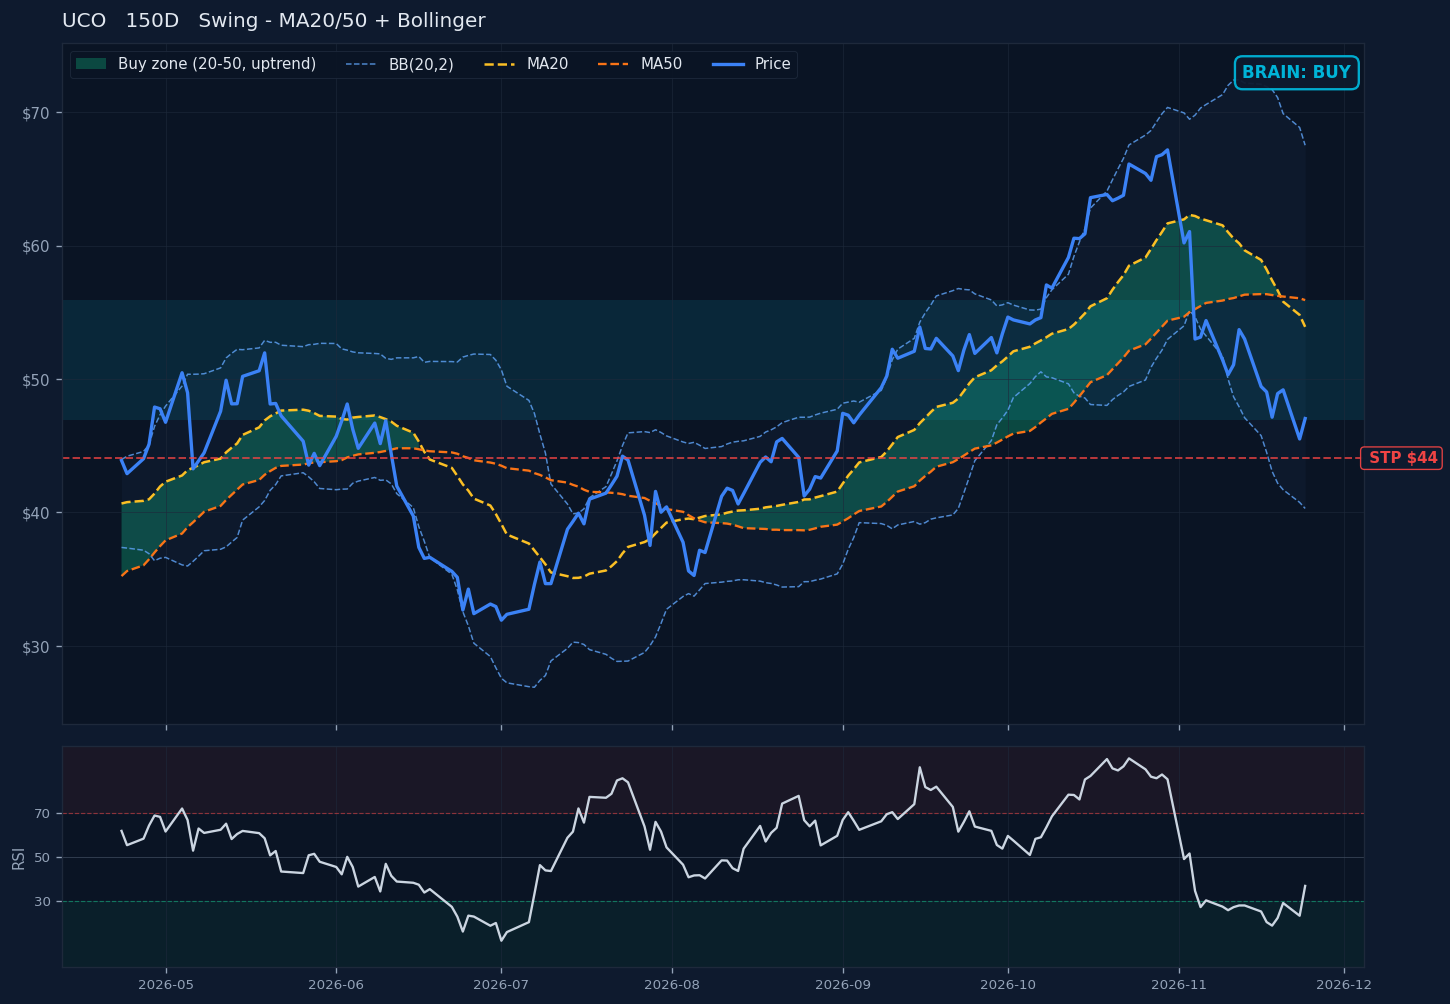 UCO   150D   Swing - MA20/50 + Bollinger
Buy zone (20-50, uptrend)   BB(20,2)   MA20   MA50   Price
BRAIN: BUY
$70
$60
$50
$40
$30
STP $44
RSI
70
50
30
2026-05   2026-06   2026-07   2026-08   2026-09   2026-10   2026-11   2026-12